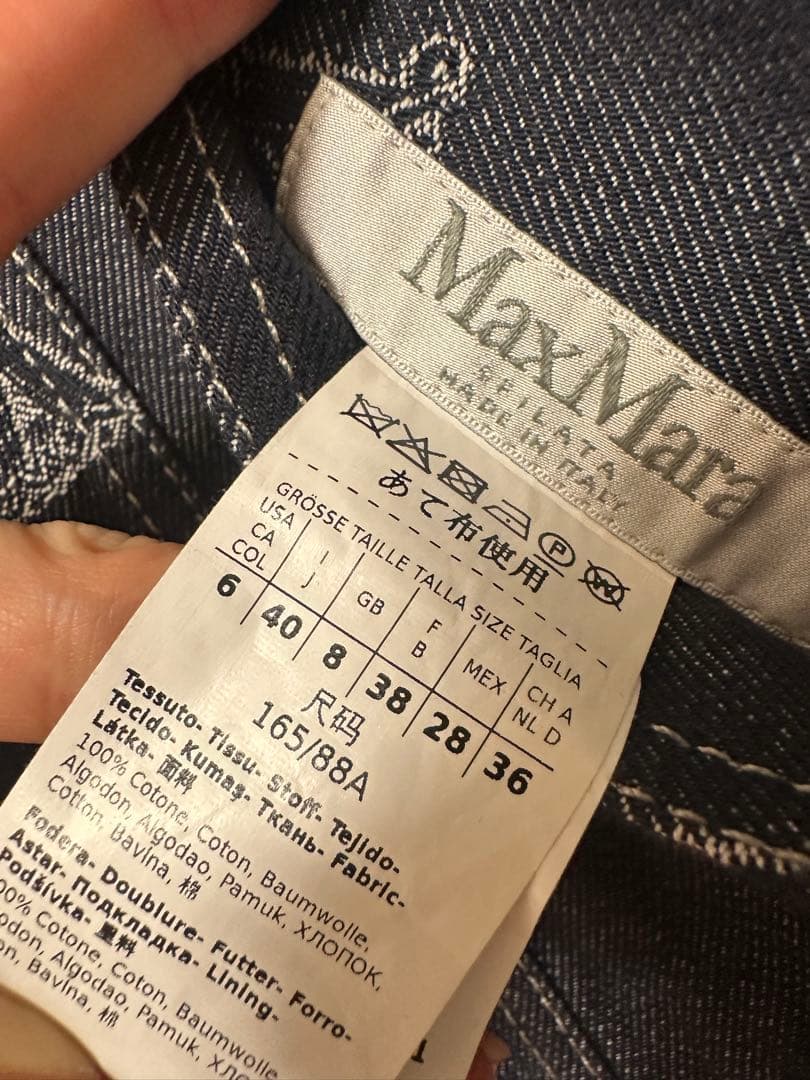 MaxMara
SFILATA
MADE IN ITALY
あて布使用
GRÖSSE TAILLE TALLA SIZE TAGLIA
USA CA COL
I J
GB
F B
MEX
CH A NL D
6 40 8 38 28 36
尺码
165/88A
Tessuto- Tissu- Stoff- Tejido-
Tecido- Kumaş- Ткань- Fabric-
Látka- 面料
100% Cotone, Coton, Baumwolle,
Algodon, Algodao, Pamuk, ХЛОПОК,
Cotton, Bavlna, 棉
Fodera- Doublure- Futter- Forro-
Astar- Подкладка- Lining-
Podšívka- 里料
00% Cotone, Coton, Baumwolle
odon, Algodao, Pamuk, ХЛОПО
on, Bavlna, 棉